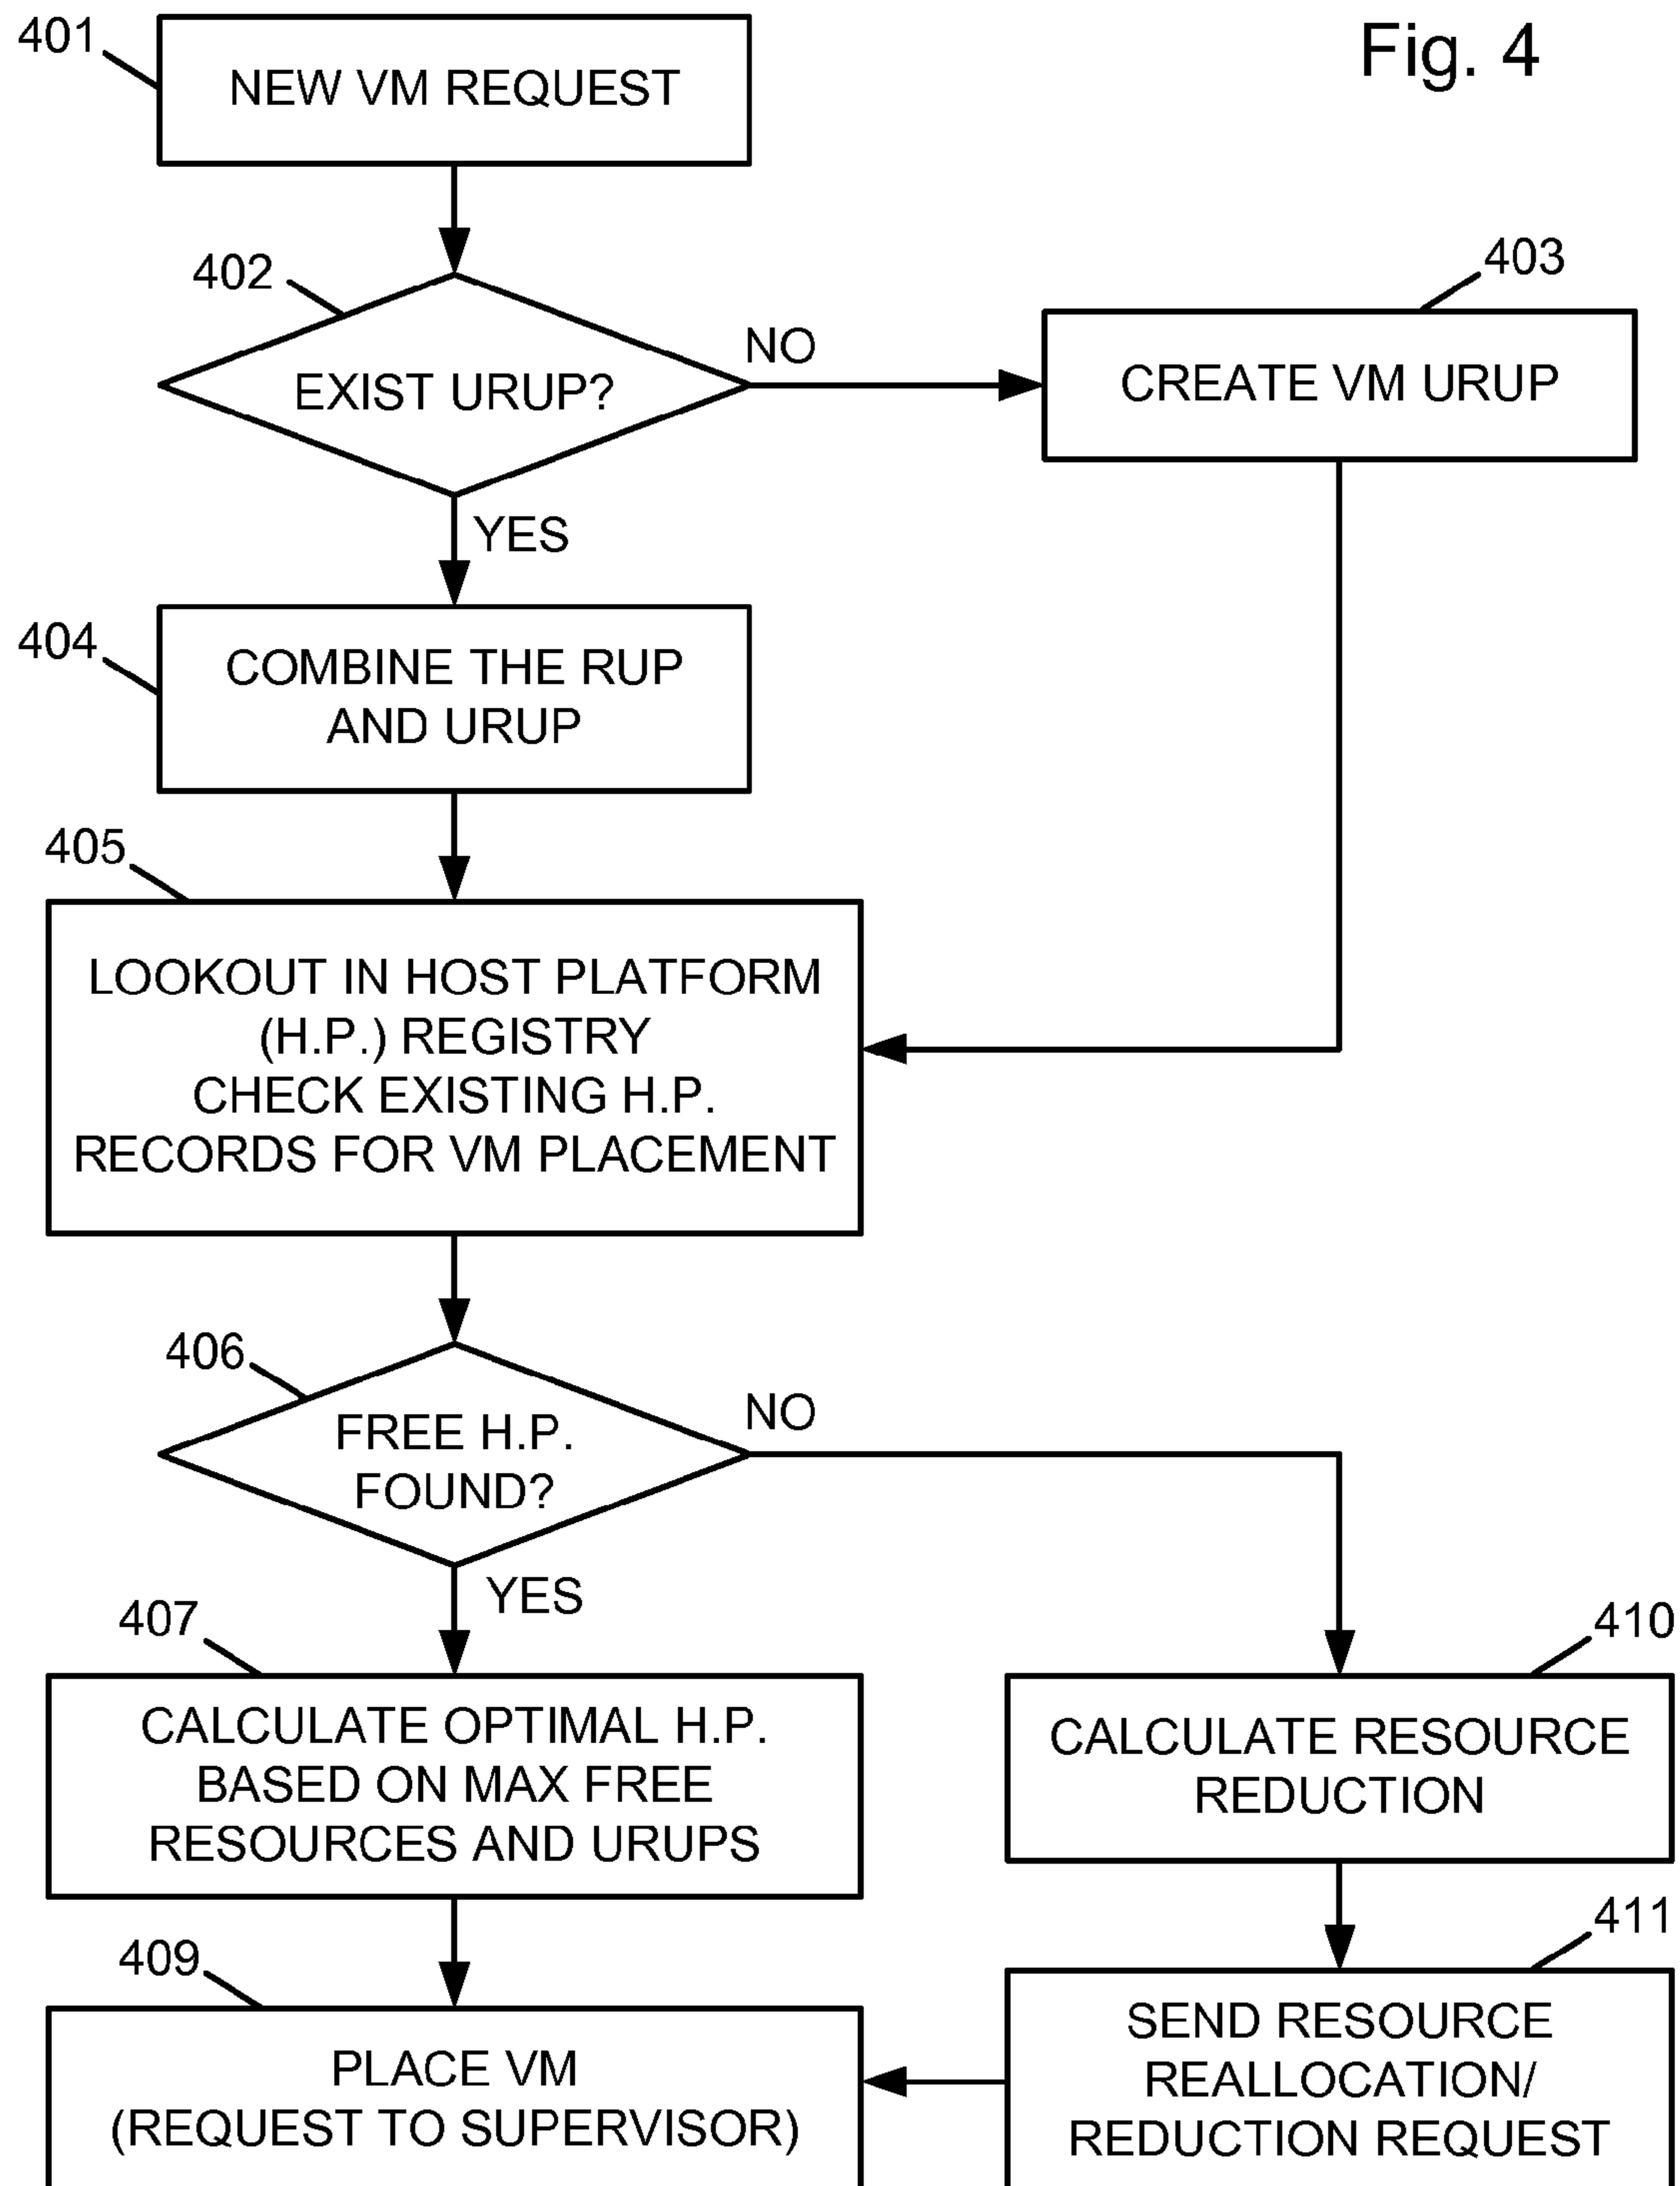 Fig. 4
401
NEW VM REQUEST
402
EXIST URUP?
NO
403
CREATE VM URUP
YES
404
COMBINE THE RUP
AND URUP
405
LOOKOUT IN HOST PLATFORM
(H.P.) REGISTRY
CHECK EXISTING H.P.
RECORDS FOR VM PLACEMENT
406
FREE H.P.
FOUND?
NO
YES
407
CALCULATE OPTIMAL H.P.
BASED ON MAX FREE
RESOURCES AND URUPS
410
CALCULATE RESOURCE
REDUCTION
409
PLACE VM
(REQUEST TO SUPERVISOR)
411
SEND RESOURCE
REALLOCATION/
REDUCTION REQUEST